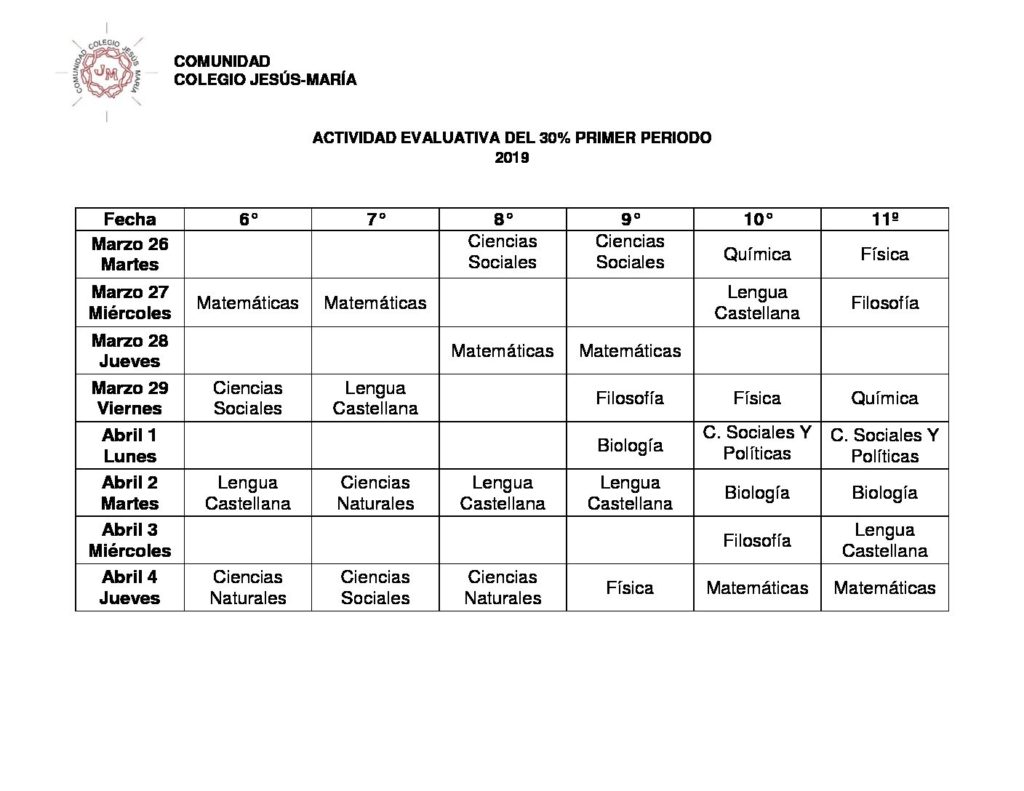 COMUNIDAD COLEGIO JESÚS MARÍA
JM
COMUNIDAD
COLEGIO JESÚS-MARÍA
ACTIVIDAD EVALUATIVA DEL 30% PRIMER PERIODO
2019
Fecha 6° 7° 8° 9° 10° 11º
Marzo 26 Martes Ciencias Sociales Ciencias Sociales Química Física
Marzo 27 Miércoles Matemáticas Matemáticas Lengua Castellana Filosofía
Marzo 28 Jueves Matemáticas Matemáticas
Marzo 29 Viernes Ciencias Sociales Lengua Castellana Filosofía Física Química
Abril 1 Lunes Biología C. Sociales Y Políticas C. Sociales Y Políticas
Abril 2 Martes Lengua Castellana Ciencias Naturales Lengua Castellana Lengua Castellana Biología Biología
Abril 3 Miércoles Filosofía Lengua Castellana
Abril 4 Jueves Ciencias Naturales Ciencias Sociales Ciencias Naturales Física Matemáticas Matemáticas